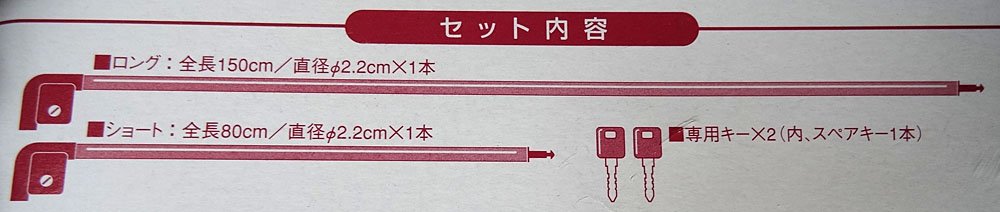 セット内容
■ロング：全長150cm／直径φ2.2cm×1本
■ショート：全長80cm／直径φ2.2cm×1本
■専用キー×2（内、スペアキー1本）